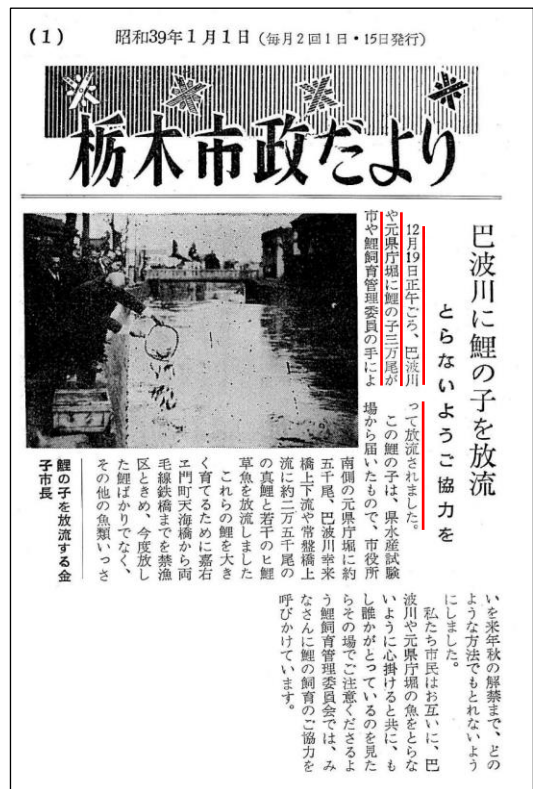 (1) 昭和39年1月1日(毎月2回1日・15日発行)
栃木市政だより
巴波川に鯉の子を放流
とらないようご協力を
12月19日正午ごろ、巴波川
や元県庁堀に鯉の子三万尾が
市や鯉飼育管理委員の手によ
って放流されました。
この鯉の子は、県水産試験
場から届いたもので、市役所
南側の元県庁堀に約
五千尾、巴波川幸来
橋上下流や常盤橋上
流に約二万五千尾の
の真鯉と若干のヒ鯉
草魚を放流しました
これらの鯉を大き
く育てるために嘉右
ヱ門町天海橋から両
毛線鉄橋までを禁漁
区ときめ、今度放し
た鯉ばかりでなく、
その他の魚類いっさ
いを来年秋の解禁まで、どの
ような方法でもとれないよう
にしました。
私たち市民はお互いに、巴
波川や元県庁堀の魚をとらな
いように心掛けると共に、も
し誰かがとっているのを見た
らその場でご注意くださるよ
う鯉飼育管理委員会では、み
なさんに鯉の飼育のご協力を
呼びかけています。
鯉の子を放流する金
子市長